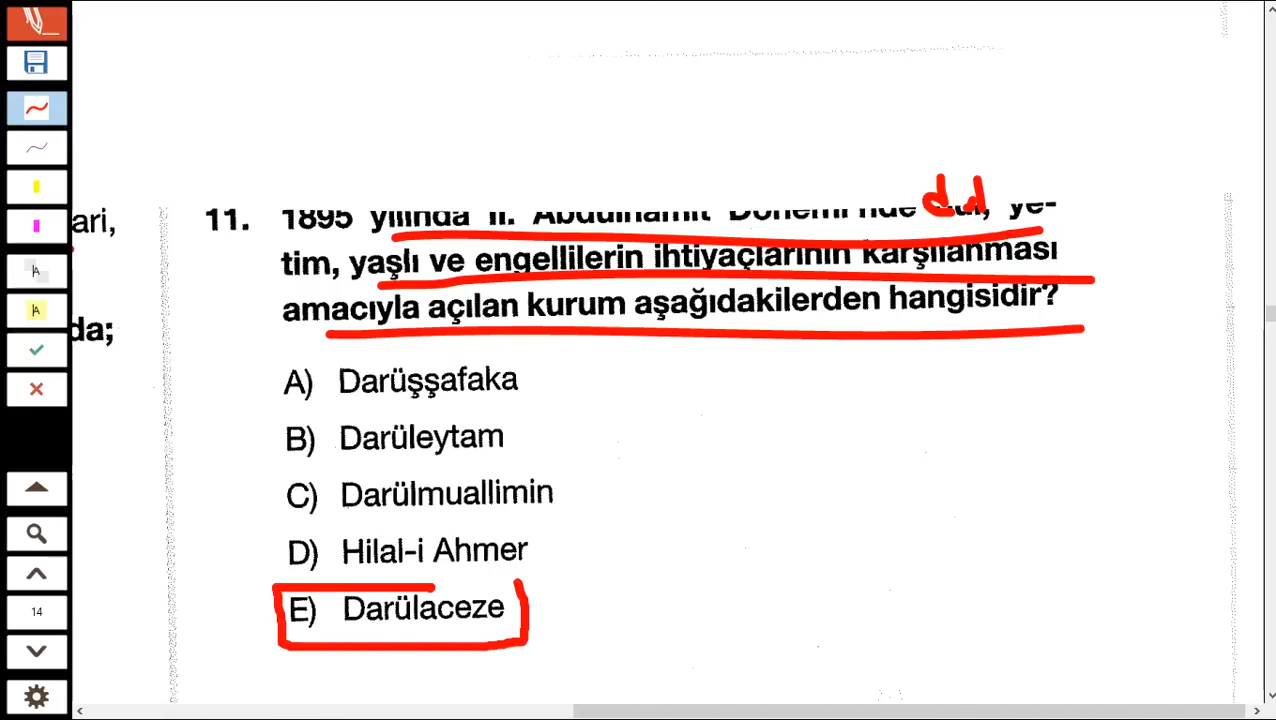 ari,
da;
11. 1895 yılında II. Abdülhamit Dönemi'nde dul, ye-
tim, yaşlı ve engellilerin ihtiyaçlarının karşılanması
amacıyla açılan kurum aşağıdakilerden hangisidir?
A) Darüşşafaka
B) Darüleytam
C) Darülmuallimin
D) Hilal-i Ahmer
E) Darülaceze
A
A
14